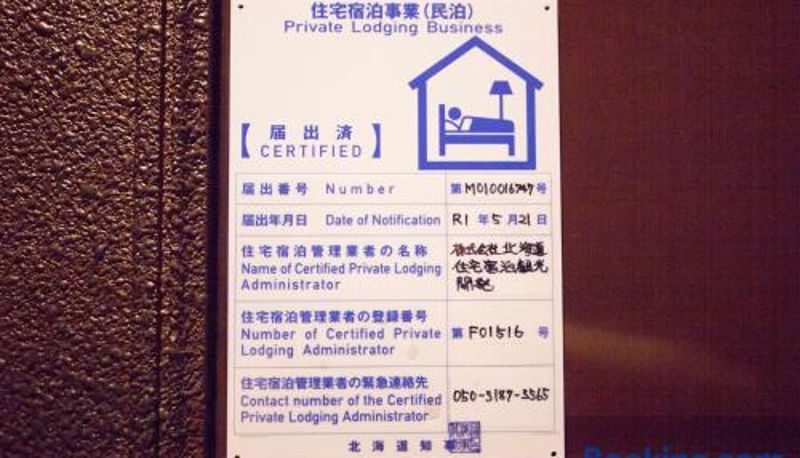 住宅宿泊事業(民泊)
Private Lodging Business
【届出済】
CERTIFIED
届出番号 Number 第M010016747号
届出年月日 Date of Notification R1年5月21日
住宅宿泊管理業者の名称
Name of Certified Private Lodging
Administrator
株式会社北海道
住宅宿泊観光
開発
住宅宿泊管理業者の登録番号
Number of Certified Private
Lodging Administrator
第F01516号
住宅宿泊管理業者の緊急連絡先
Contact number of the Certified
Private Lodging Administrator
050-3187-3565
北海道知事
Booking.com